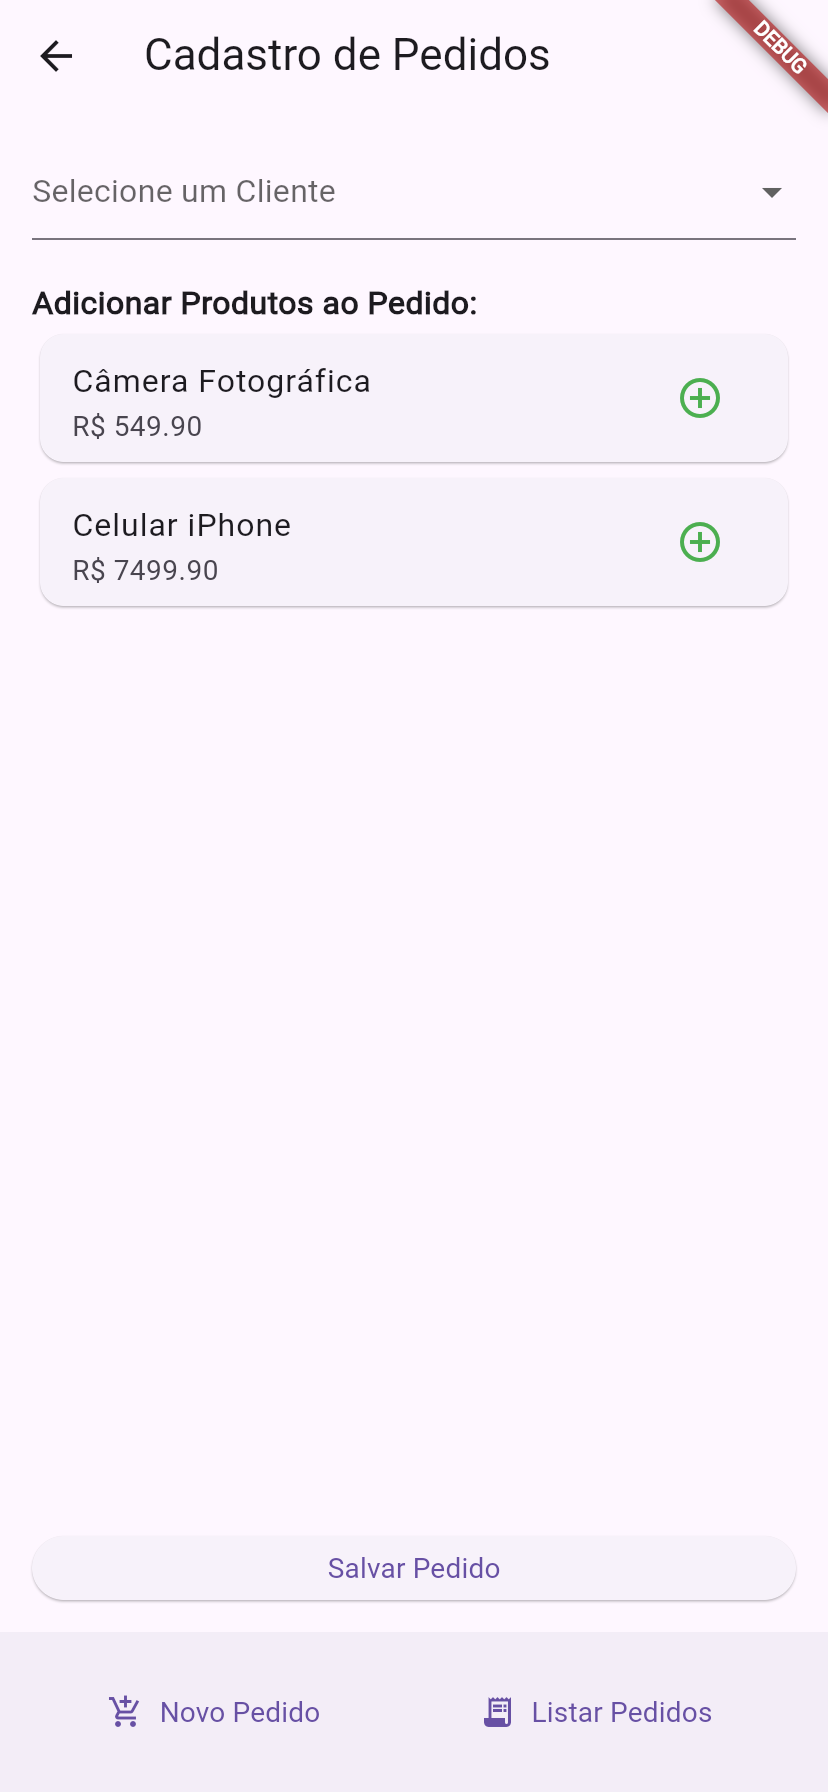 Cadastro de Pedidos
DEBUG
Selecione um Cliente
Adicionar Produtos ao Pedido:
Câmera Fotográfica
R$ 549.90
Celular iPhone
R$ 7499.90
Salvar Pedido
Novo Pedido
Listar Pedidos